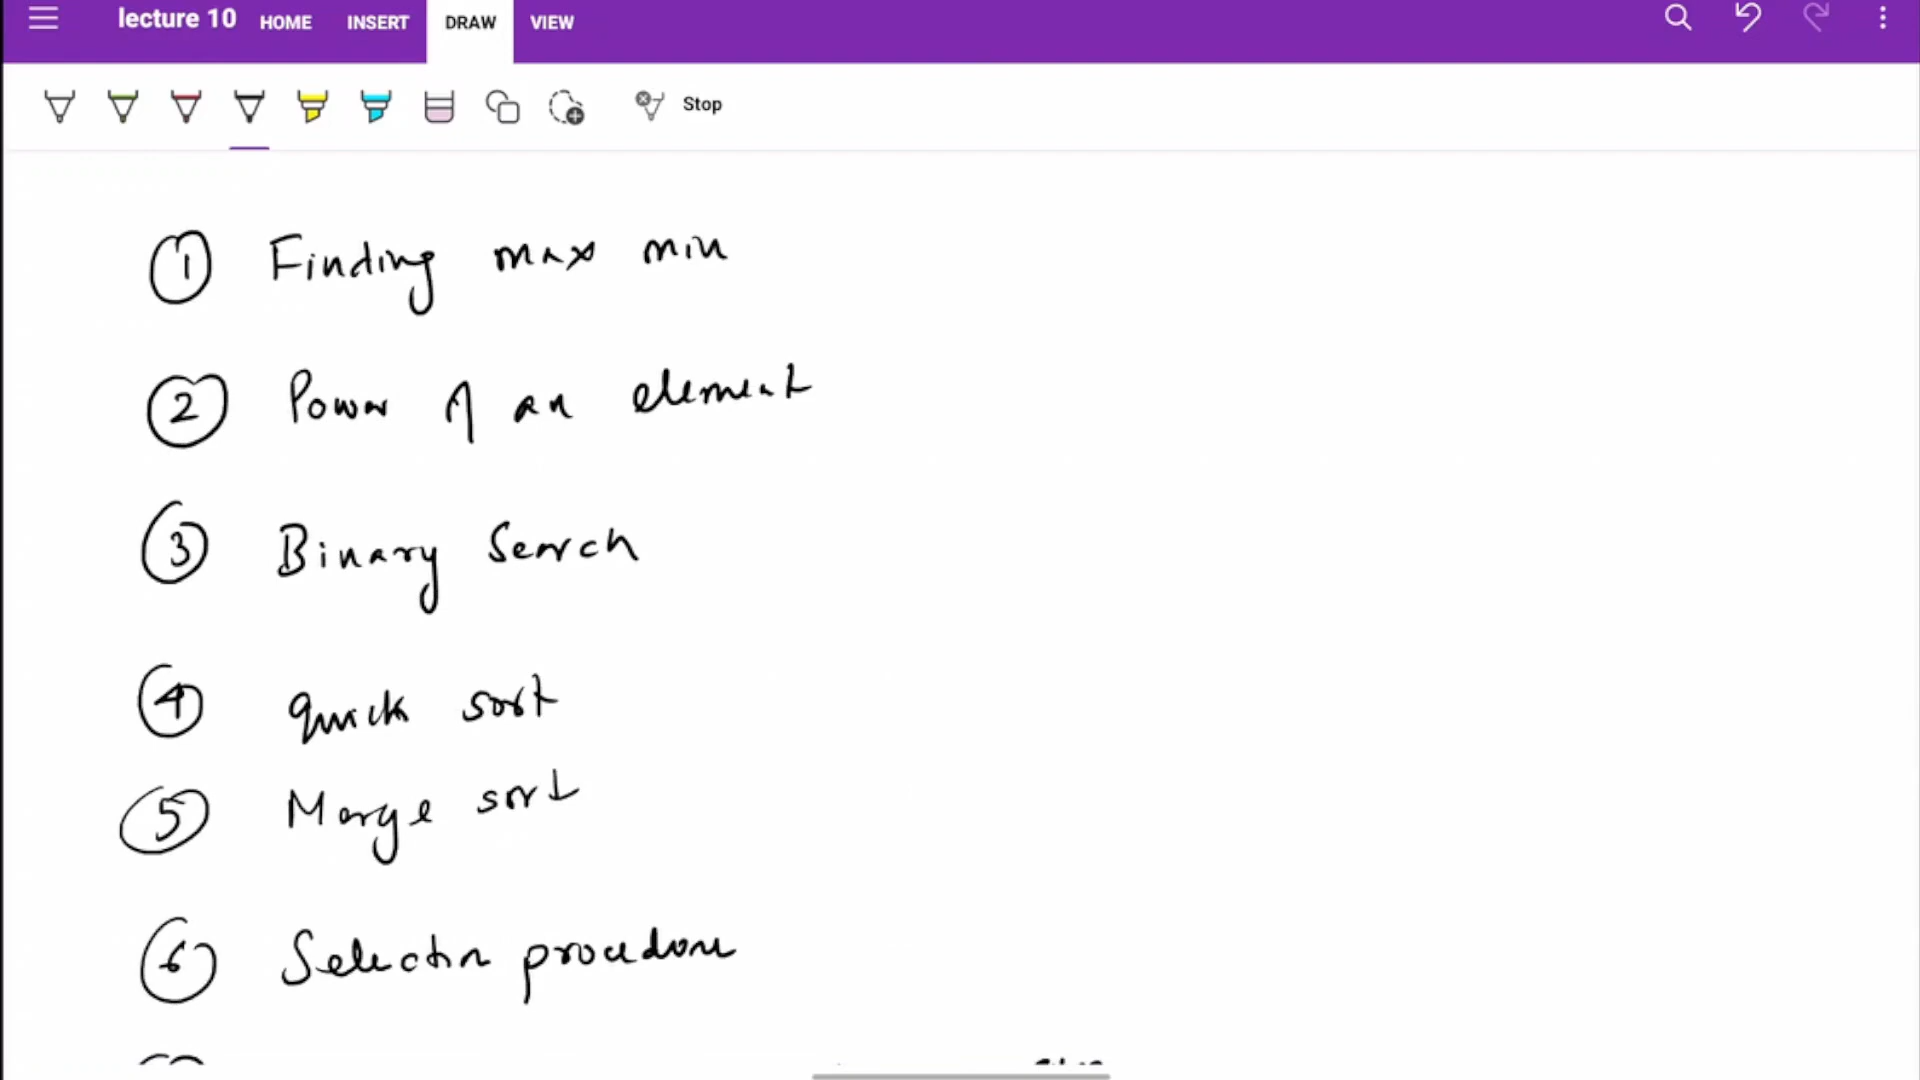 lecture 10 HOME INSERT DRAW VIEW
Stop
① Finding max min
② Power of an element
③ Binary Search
④ quick sort
⑤ Merge sort
⑥ Selection procedure